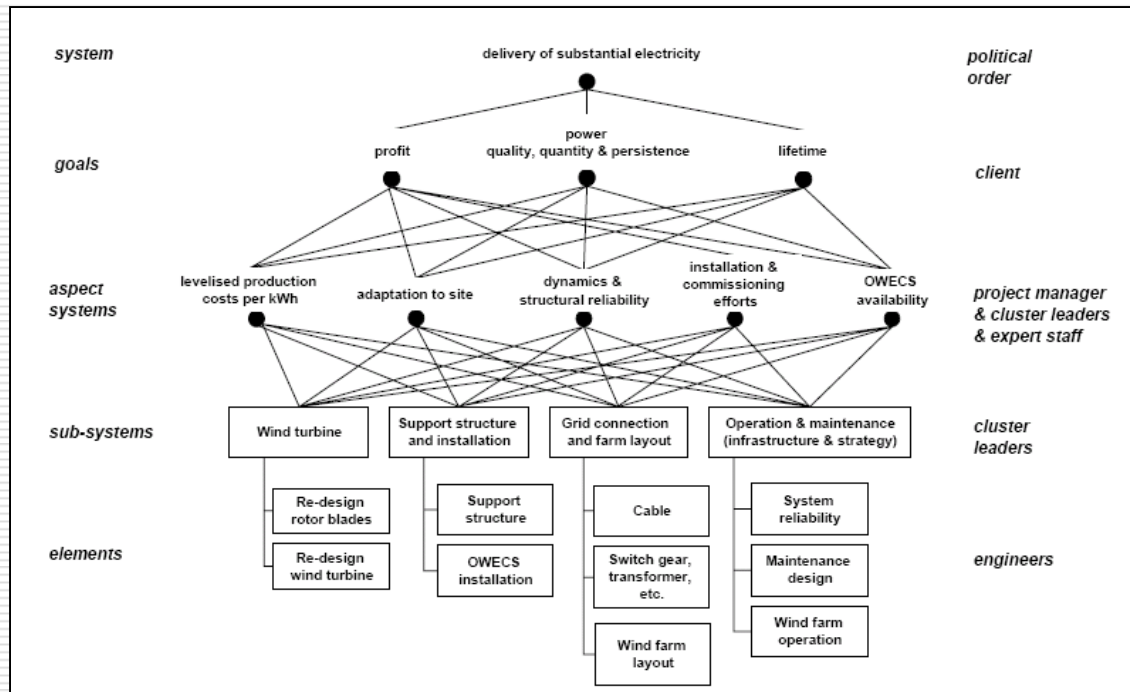 system
delivery of substantial electricity
political
order
goals
profit
power
quality, quantity & persistence
lifetime
client
aspect
systems
levelised production
costs per kWh
adaptation to site
dynamics &
structural reliability
installation &
commissioning
efforts
OWECS
availability
project manager
& cluster leaders
& expert staff
sub-systems
Wind turbine
Support structure
and installation
Grid connection
and farm layout
Operation & maintenance
(infrastructure & strategy)
cluster
leaders
elements
Re-design
rotor blades
Re-design
wind turbine
Support
structure
OWECS
installation
Cable
Switch gear,
transformer,
etc.
Wind farm
layout
System
reliability
Maintenance
design
Wind farm
operation
engineers